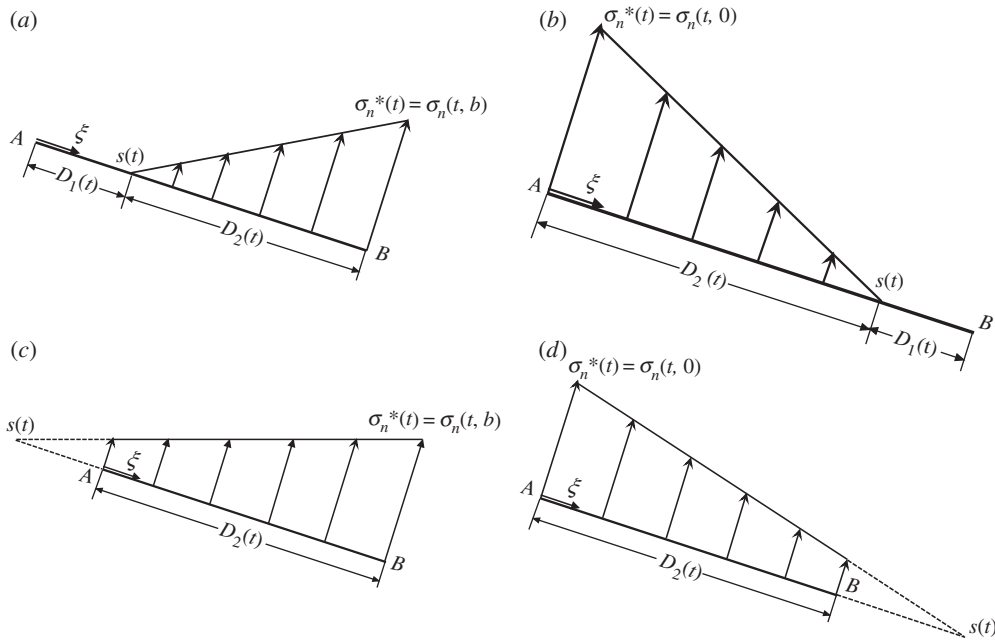 (a)
σn*(t) = σn(t, b)
A
ξ
s(t)
D1(t)
D2(t)
B
(b)
σn*(t) = σn(t, 0)
A
ξ
D2 (t)
s(t)
B
D1(t)
(c)
s(t)
σn*(t) = σn(t, b)
A
ξ
D2(t)
B
(d)
σn*(t) = σn(t, 0)
A
ξ
D2(t)
B
s(t)